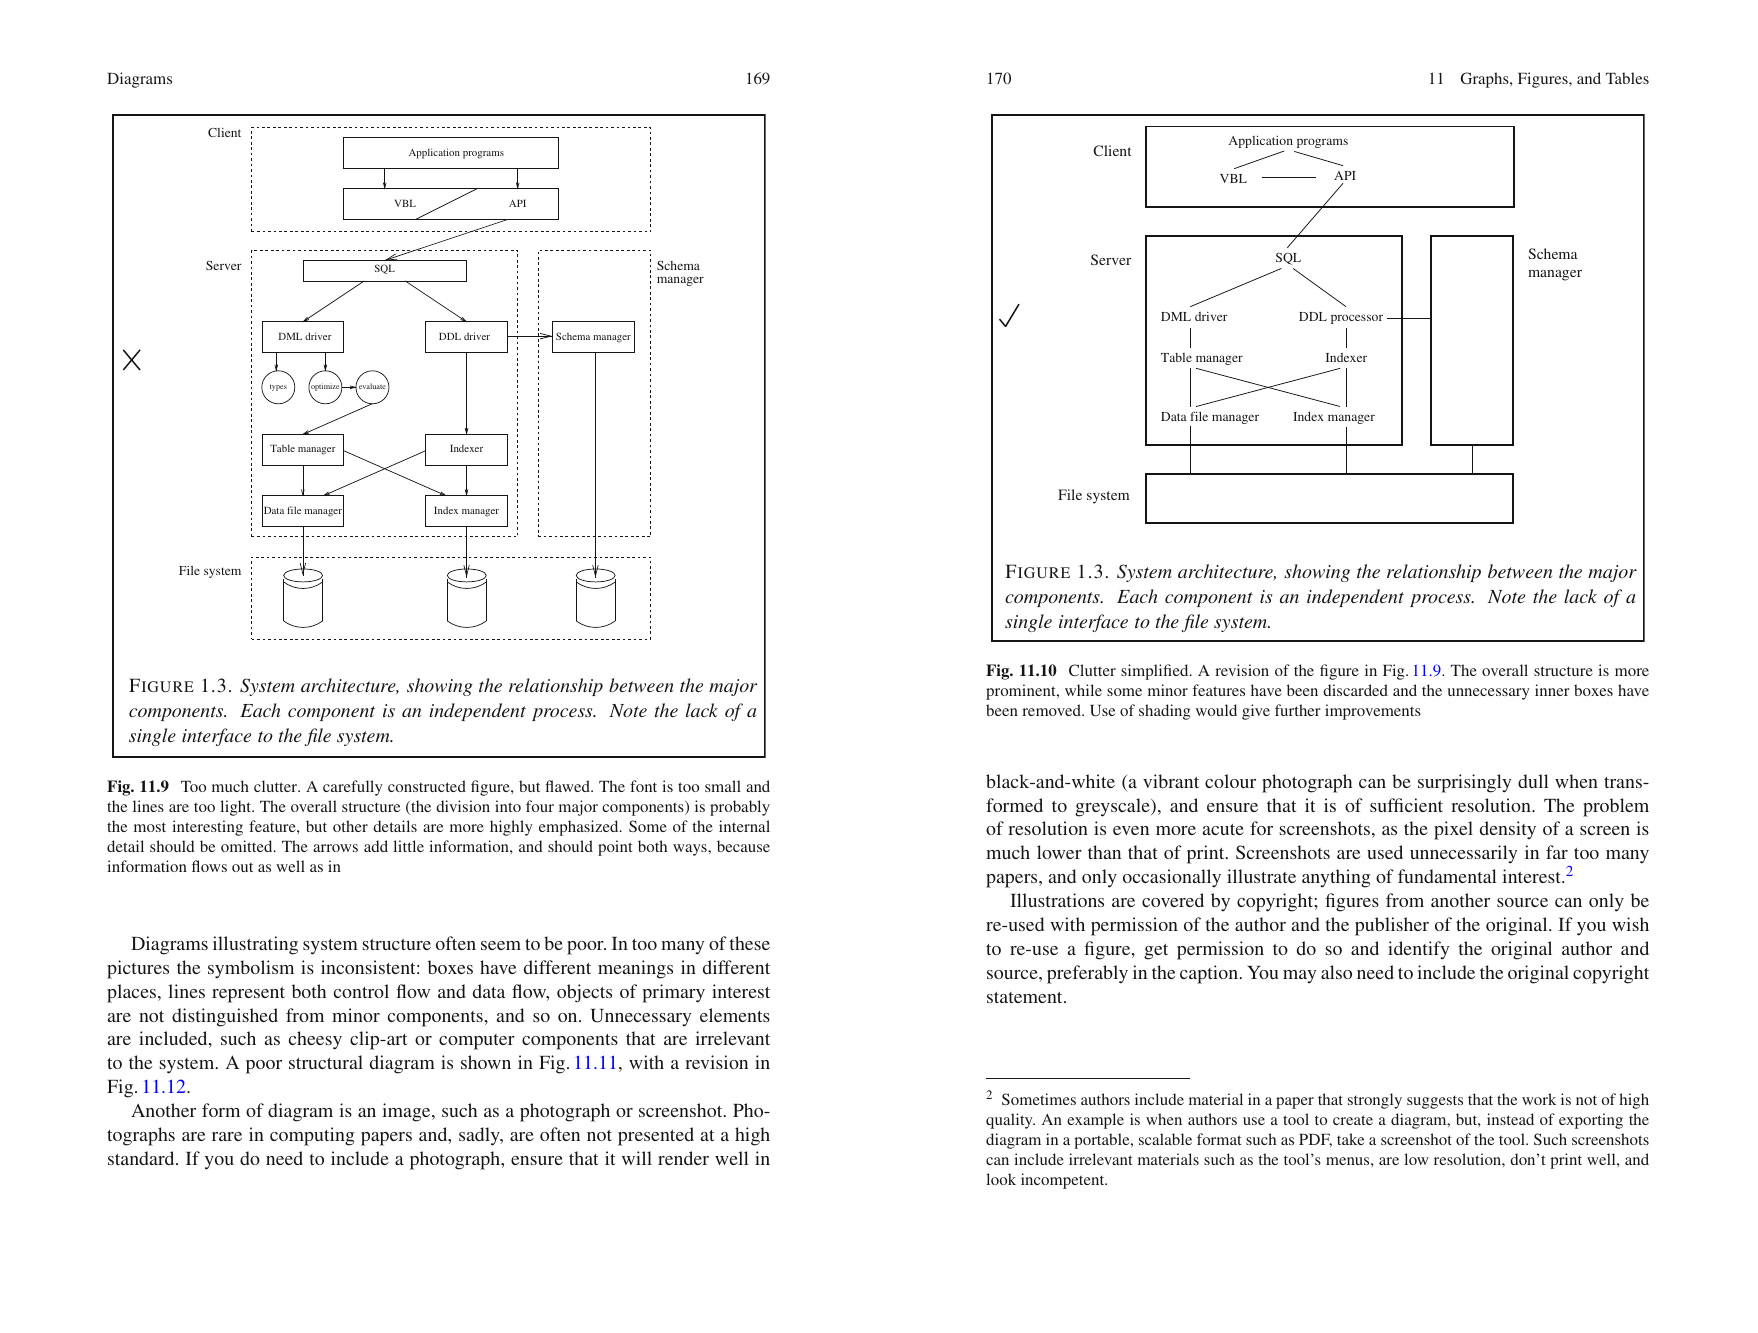 Diagrams 169
Client
Application programs
VBL API
Server
SQL
Schema
manager
DML driver DDL driver Schema manager
types optimize evaluate
Table manager Indexer
Data file manager Index manager
File system
FIGURE 1.3. System architecture, showing the relationship between the major
components. Each component is an independent process. Note the lack of a
single interface to the file system.
Fig. 11.9 Too much clutter. A carefully constructed figure, but flawed. The font is too small and
the lines are too light. The overall structure (the division into four major components) is probably
the most interesting feature, but other details are more highly emphasized. Some of the internal
detail should be omitted. The arrows add little information, and should point both ways, because
information flows out as well as in
Diagrams illustrating system structure often seem to be poor. In too many of these
pictures the symbolism is inconsistent: boxes have different meanings in different
places, lines represent both control flow and data flow, objects of primary interest
are not distinguished from minor components, and so on. Unnecessary elements
are included, such as cheesy clip-art or computer components that are irrelevant
to the system. A poor structural diagram is shown in Fig. 11.11, with a revision in
Fig. 11.12.
Another form of diagram is an image, such as a photograph or screenshot. Pho-
tographs are rare in computing papers and, sadly, are often not presented at a high
standard. If you do need to include a photograph, ensure that it will render well in
170 11 Graphs, Figures, and Tables
Application programs
Client
VBL API
Server
SQL
Schema
manager
DML driver DDL processor
Table manager Indexer
Data file manager Index manager
File system
FIGURE 1.3. System architecture, showing the relationship between the major
components. Each component is an independent process. Note the lack of a
single interface to the file system.
Fig. 11.10 Clutter simplified. A revision of the figure in Fig. 11.9. The overall structure is more
prominent, while some minor features have been discarded and the unnecessary inner boxes have
been removed. Use of shading would give further improvements
black-and-white (a vibrant colour photograph can be surprisingly dull when trans-
formed to greyscale), and ensure that it is of sufficient resolution. The problem
of resolution is even more acute for screenshots, as the pixel density of a screen is
much lower than that of print. Screenshots are used unnecessarily in far too many
papers, and only occasionally illustrate anything of fundamental interest.2
Illustrations are covered by copyright; figures from another source can only be
re-used with permission of the author and the publisher of the original. If you wish
to re-use a figure, get permission to do so and identify the original author and
source, preferably in the caption. You may also need to include the original copyright
statement.
2 Sometimes authors include material in a paper that strongly suggests that the work is not of high
quality. An example is when authors use a tool to create a diagram, but, instead of exporting the
diagram in a portable, scalable format such as PDF, take a screenshot of the tool. Such screenshots
can include irrelevant materials such as the tool's menus, are low resolution, don't print well, and
look incompetent.